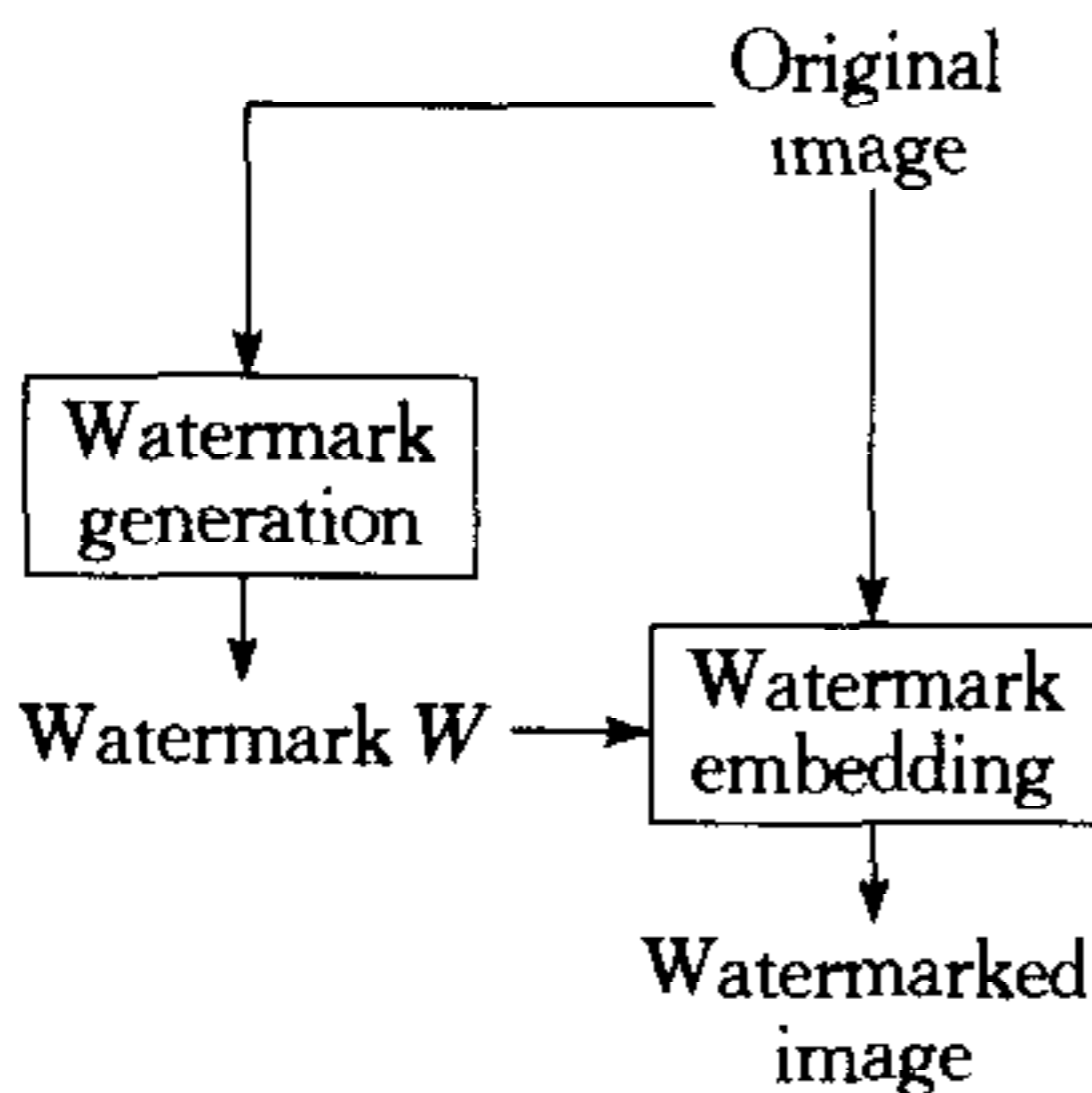 Original
image
Watermark
generation
Watermark W
Watermark
embedding
Watermarked
image